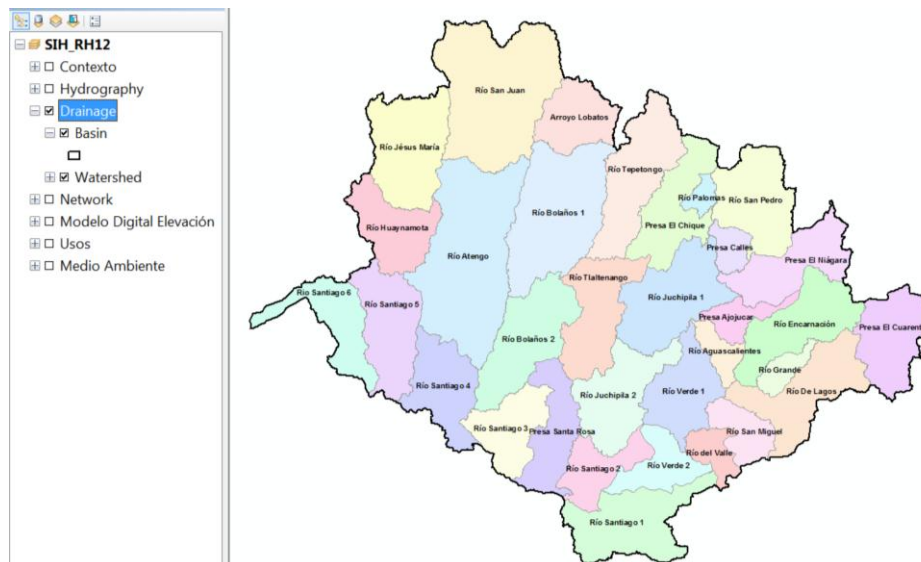 SIH_RH12
Contexto
Hydrography
Drainage
Basin
Watershed
Network
Modelo Digital Elevación
Usos
Medio Ambiente
Río San Juan
Arroyo Lobatos
Río Jésus María
Río Tepetongo
Río Palomas
Río San Pedro
Río Bolaños 1
Río Huaynamota
Presa El Chique
Presa Calles
Río Atengo
Presa El Niágara
Río Tlaltenango
Río Santiago 6
Río Santiago 5
Río Juchipila 1
Presa Ajojucar
Río Encarnación
Presa El Cuarent
Río Bolaños 2
Río Aguascalientes
Río Grande
Río Santiago 4
Río Juchipila 2
Río Verde 1
Río De Lagos
Río Santiago 3
Presa Santa Rosa
Río San Miguel
Río del Valle
Río Santiago 2
Río Verde 2
Río Santiago 1